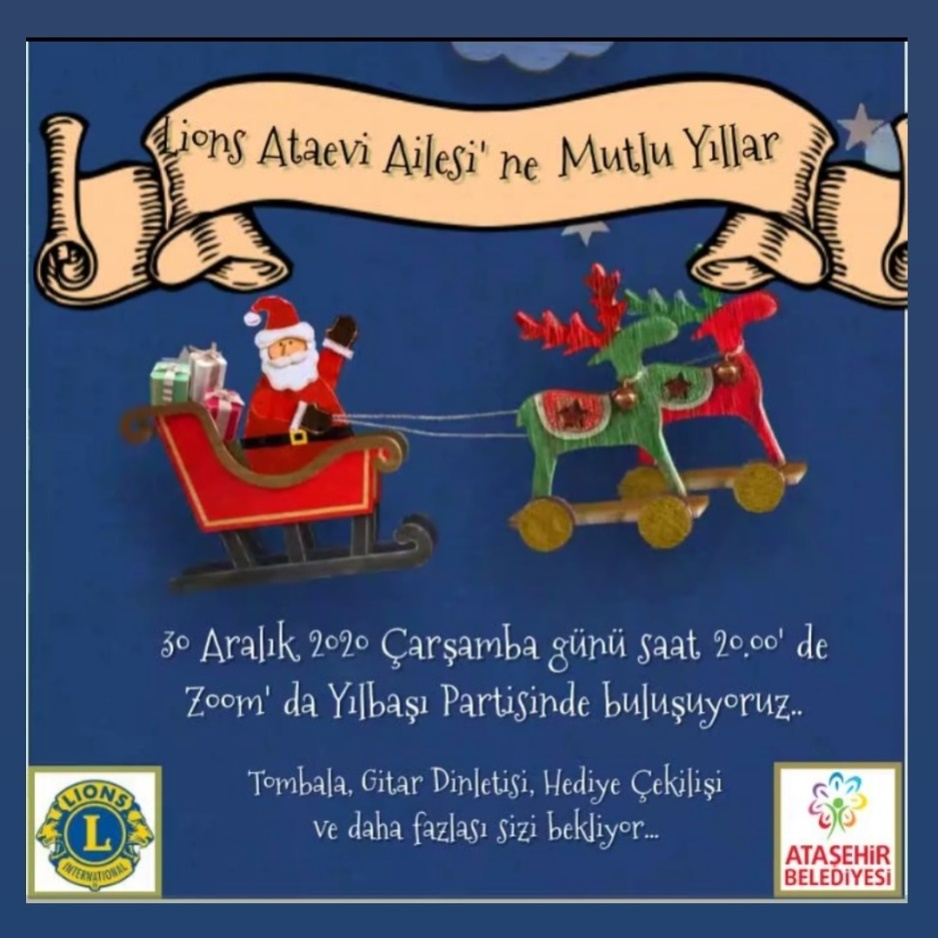 Lions Ataevi Ailesi' ne Mutlu Yıllar
30 Aralık 2020 Çarşamba günü saat 20.00' de
Zoom' da Yılbaşı Partisinde buluşuyoruz..
Tombala, Gitar Dinletisi, Hediye Çekilişi
ve daha fazlası sizi bekliyor...
LIONS
L
INTERNATIONAL
ATAŞEHİR
BELEDİYESİ